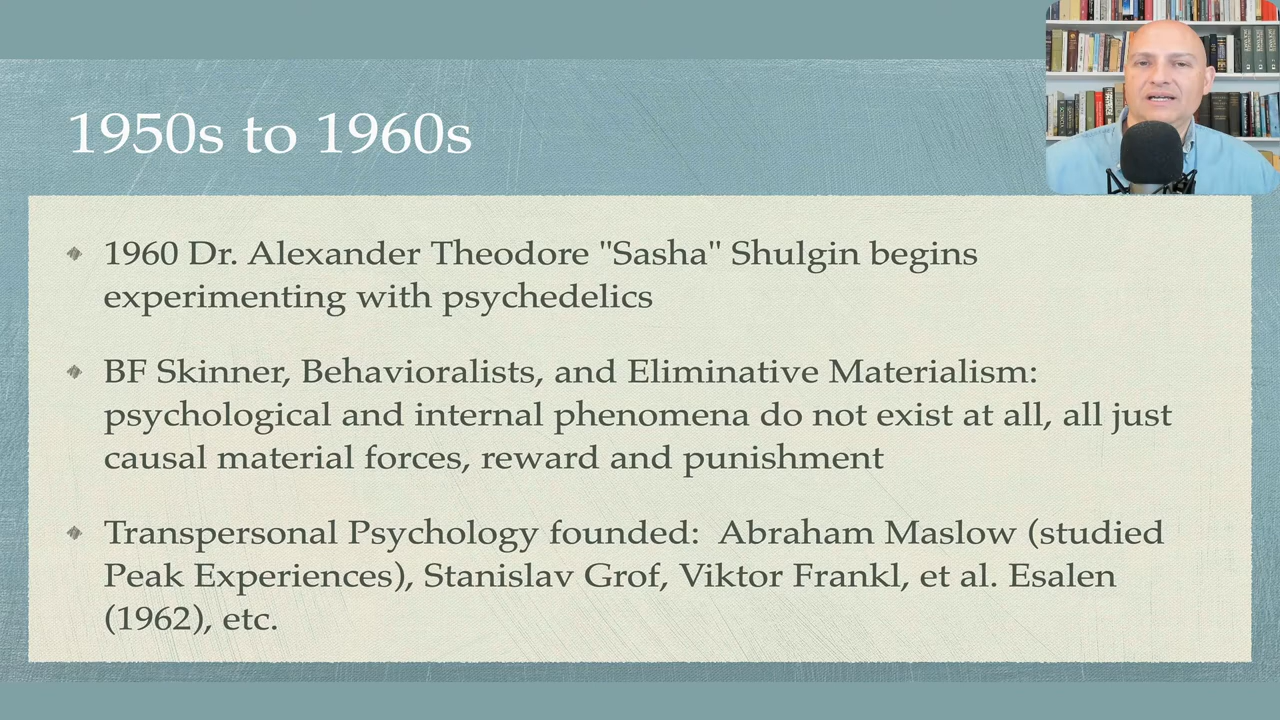 1950s to 1960s
1960 Dr. Alexander Theodore "Sasha" Shulgin begins
experimenting with psychedelics
BF Skinner, Behavioralists, and Eliminative Materialism:
psychological and internal phenomena do not exist at all, all just
causal material forces, reward and punishment
Transpersonal Psychology founded:  Abraham Maslow (studied
Peak Experiences), Stanislav Grof, Viktor Frankl, et al. Esalen
(1962), etc.